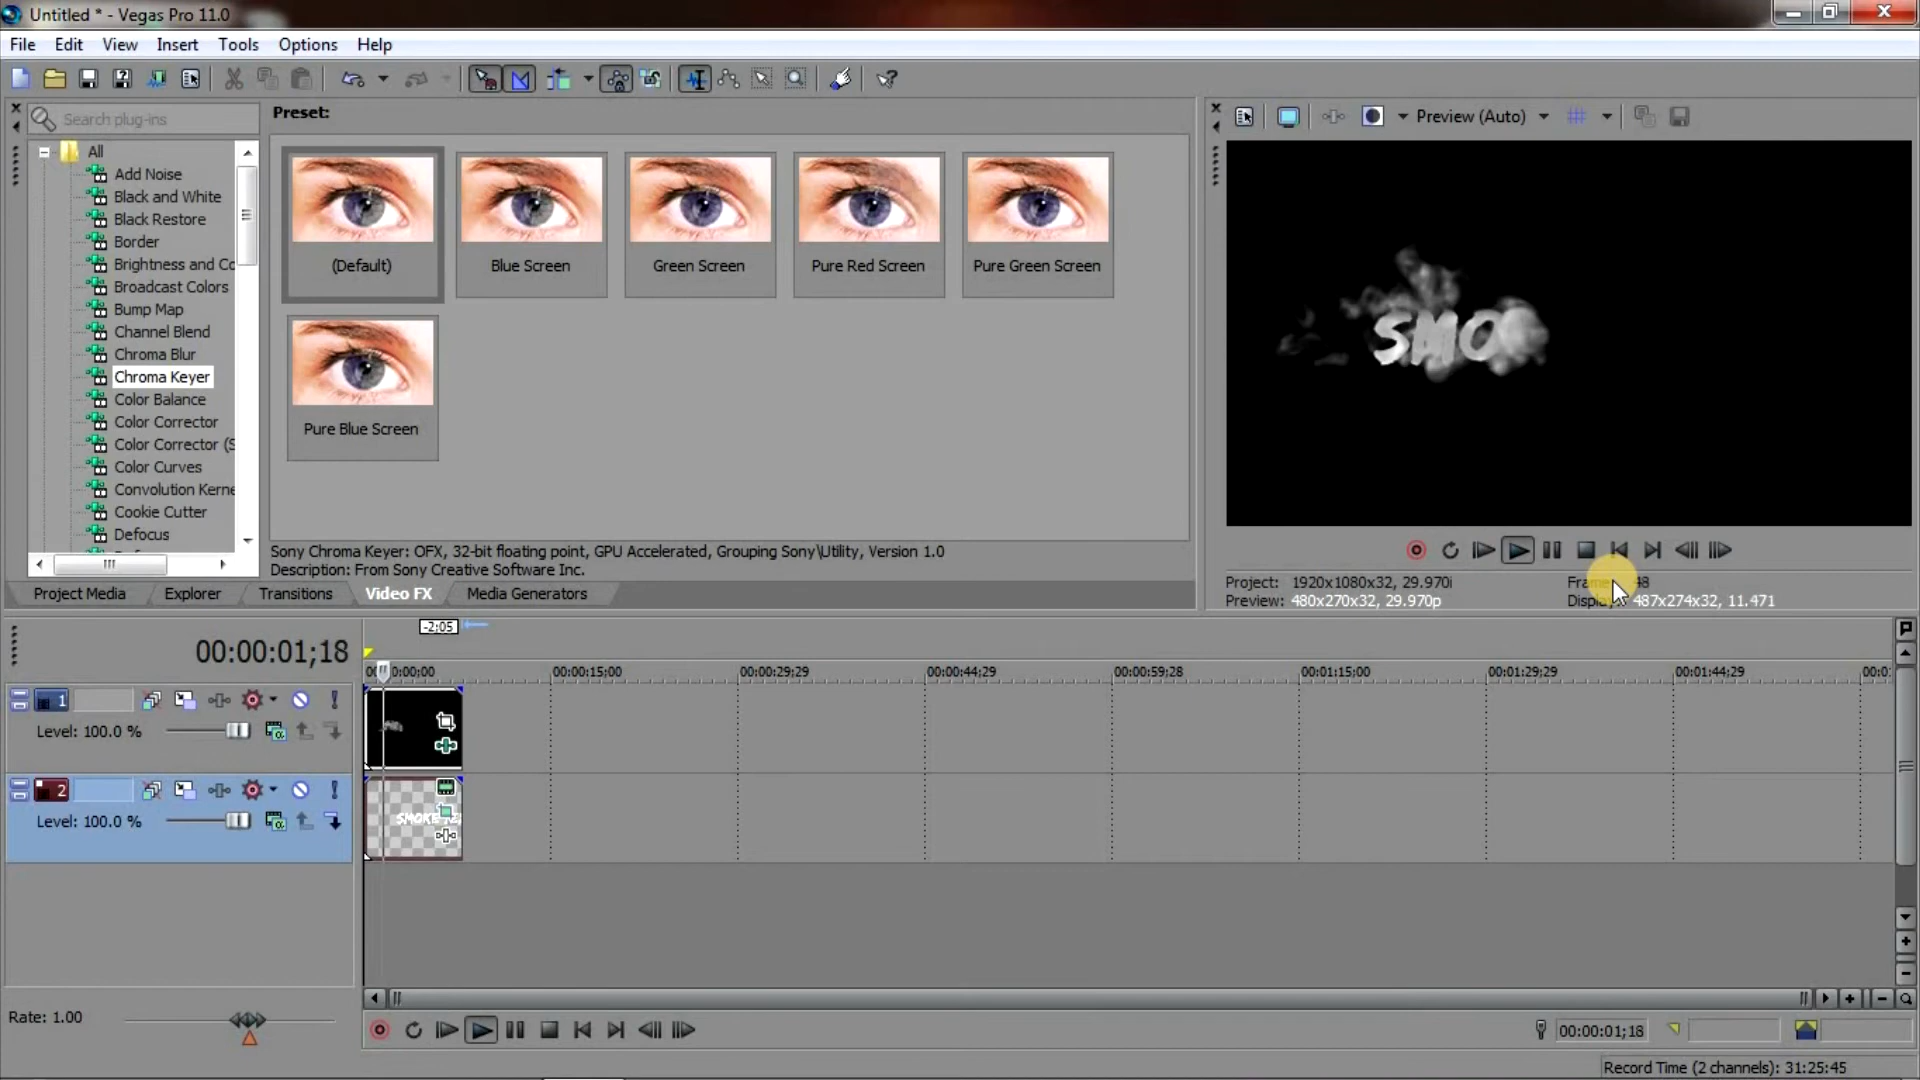 Untitled * - Vegas Pro 11.0
File Edit View Insert Tools Options Help
Search plug-ins
Preset:
Preview (Auto)
All
Add Noise
Black and White
Black Restore
Border
Brightness and Co
Broadcast Colors
Bump Map
Channel Blend
Chroma Blur
Chroma Keyer
Color Balance
Color Corrector
Color Corrector (S
Color Curves
Convolution Kerne
Cookie Cutter
Defocus
(Default)
Blue Screen
Green Screen
Pure Red Screen
Pure Green Screen
Pure Blue Screen
SMO
Sony Chroma Keyer: OFX, 32-bit floating point, GPU Accelerated, Grouping Sony\Utility, Version 1.0
Description: From Sony Creative Software Inc.
Project: 1920x1080x32, 29.970i
Preview: 480x270x32, 29.970p
48
487x274x32, 11.471
Project Media Explorer Transitions Video FX Media Generators
-2:05
00:00:01;18
0:00;00 00:00:15;00 00:00:29;29 00:00:44;29 00:00:59;28 00:01:15;00 00:01:29;29 00:01:44;29 00:0
1
Level: 100.0 %
2
Level: 100.0 %
SMOKE
Rate: 1.00
00:00:01;18
Record Time (2 channels): 31:25:45